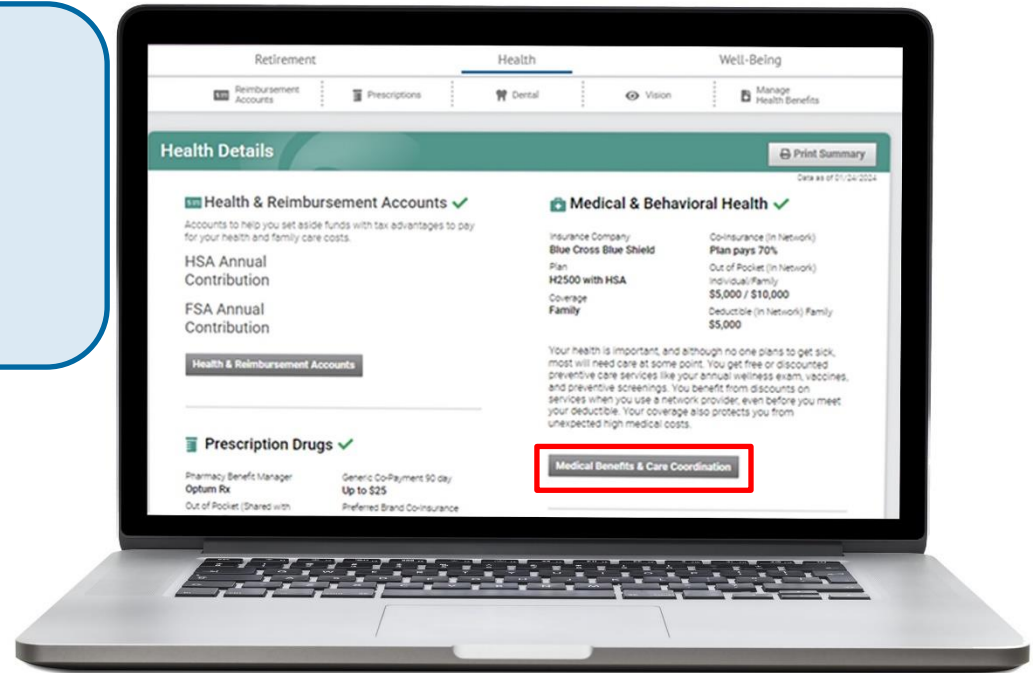 Retirement
Health
Well-Being
Reimbursement
Accounts
Prescriptions
Dental
Vision
Manage
Health Benefits
Health Details
Print Summary
Data as of 01/24/2024
Health & Reimbursement Accounts
Accounts to help you set aside funds with tax advantages to pay
for your health and family care costs.
HSA Annual
Contribution
FSA Annual
Contribution
Health & Reimbursement Accounts
Prescription Drugs
Pharmacy Benefit Manager
Optum Rx
Out of Pocket (Shared with
Generic Co-Payment 90 day
Up to $25
Preferred Brand Co-Insurance
Medical & Behavioral Health
Insurance Company
Blue Cross Blue Shield
Plan
H2500 with HSA
Coverage
Family
Co-Insurance (In Network)
Plan pays 70%
Out of Pocket (In Network)
Individual/Family
$5,000 / $10,000
Deductible (In Network) Family
$5,000
Your health is important, and although no one plans to get sick,
most will need care at some point. You get free or discounted
preventive care services like your annual wellness exam, vaccines,
and preventive screenings. You benefit from discounts on
services when you use a network provider, even before you meet
your deductible. Your coverage also protects you from
unexpected high medical costs.
Medical Benefits & Care Coordination